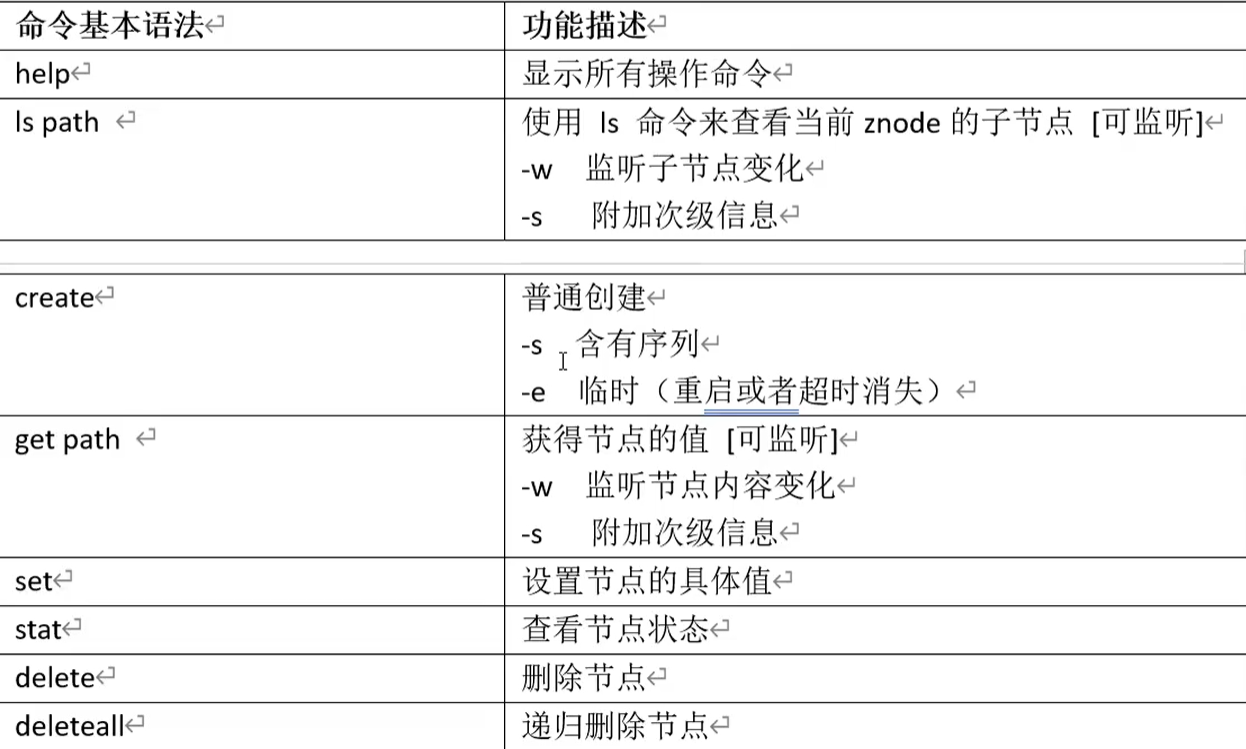 命令基本语法 功能描述
help 显示所有操作命令
ls path 使用 ls 命令来查看当前 znode 的子节点 [可监听]
-w 监听子节点变化
-s 附加次级信息
create 普通创建
-s 含有序列
-e 临时（重启或者超时消失）
get path 获得节点的值 [可监听]
-w 监听节点内容变化
-s 附加次级信息
set 设置节点的具体值
stat 查看节点状态
delete 删除节点
deleteall 递归删除节点